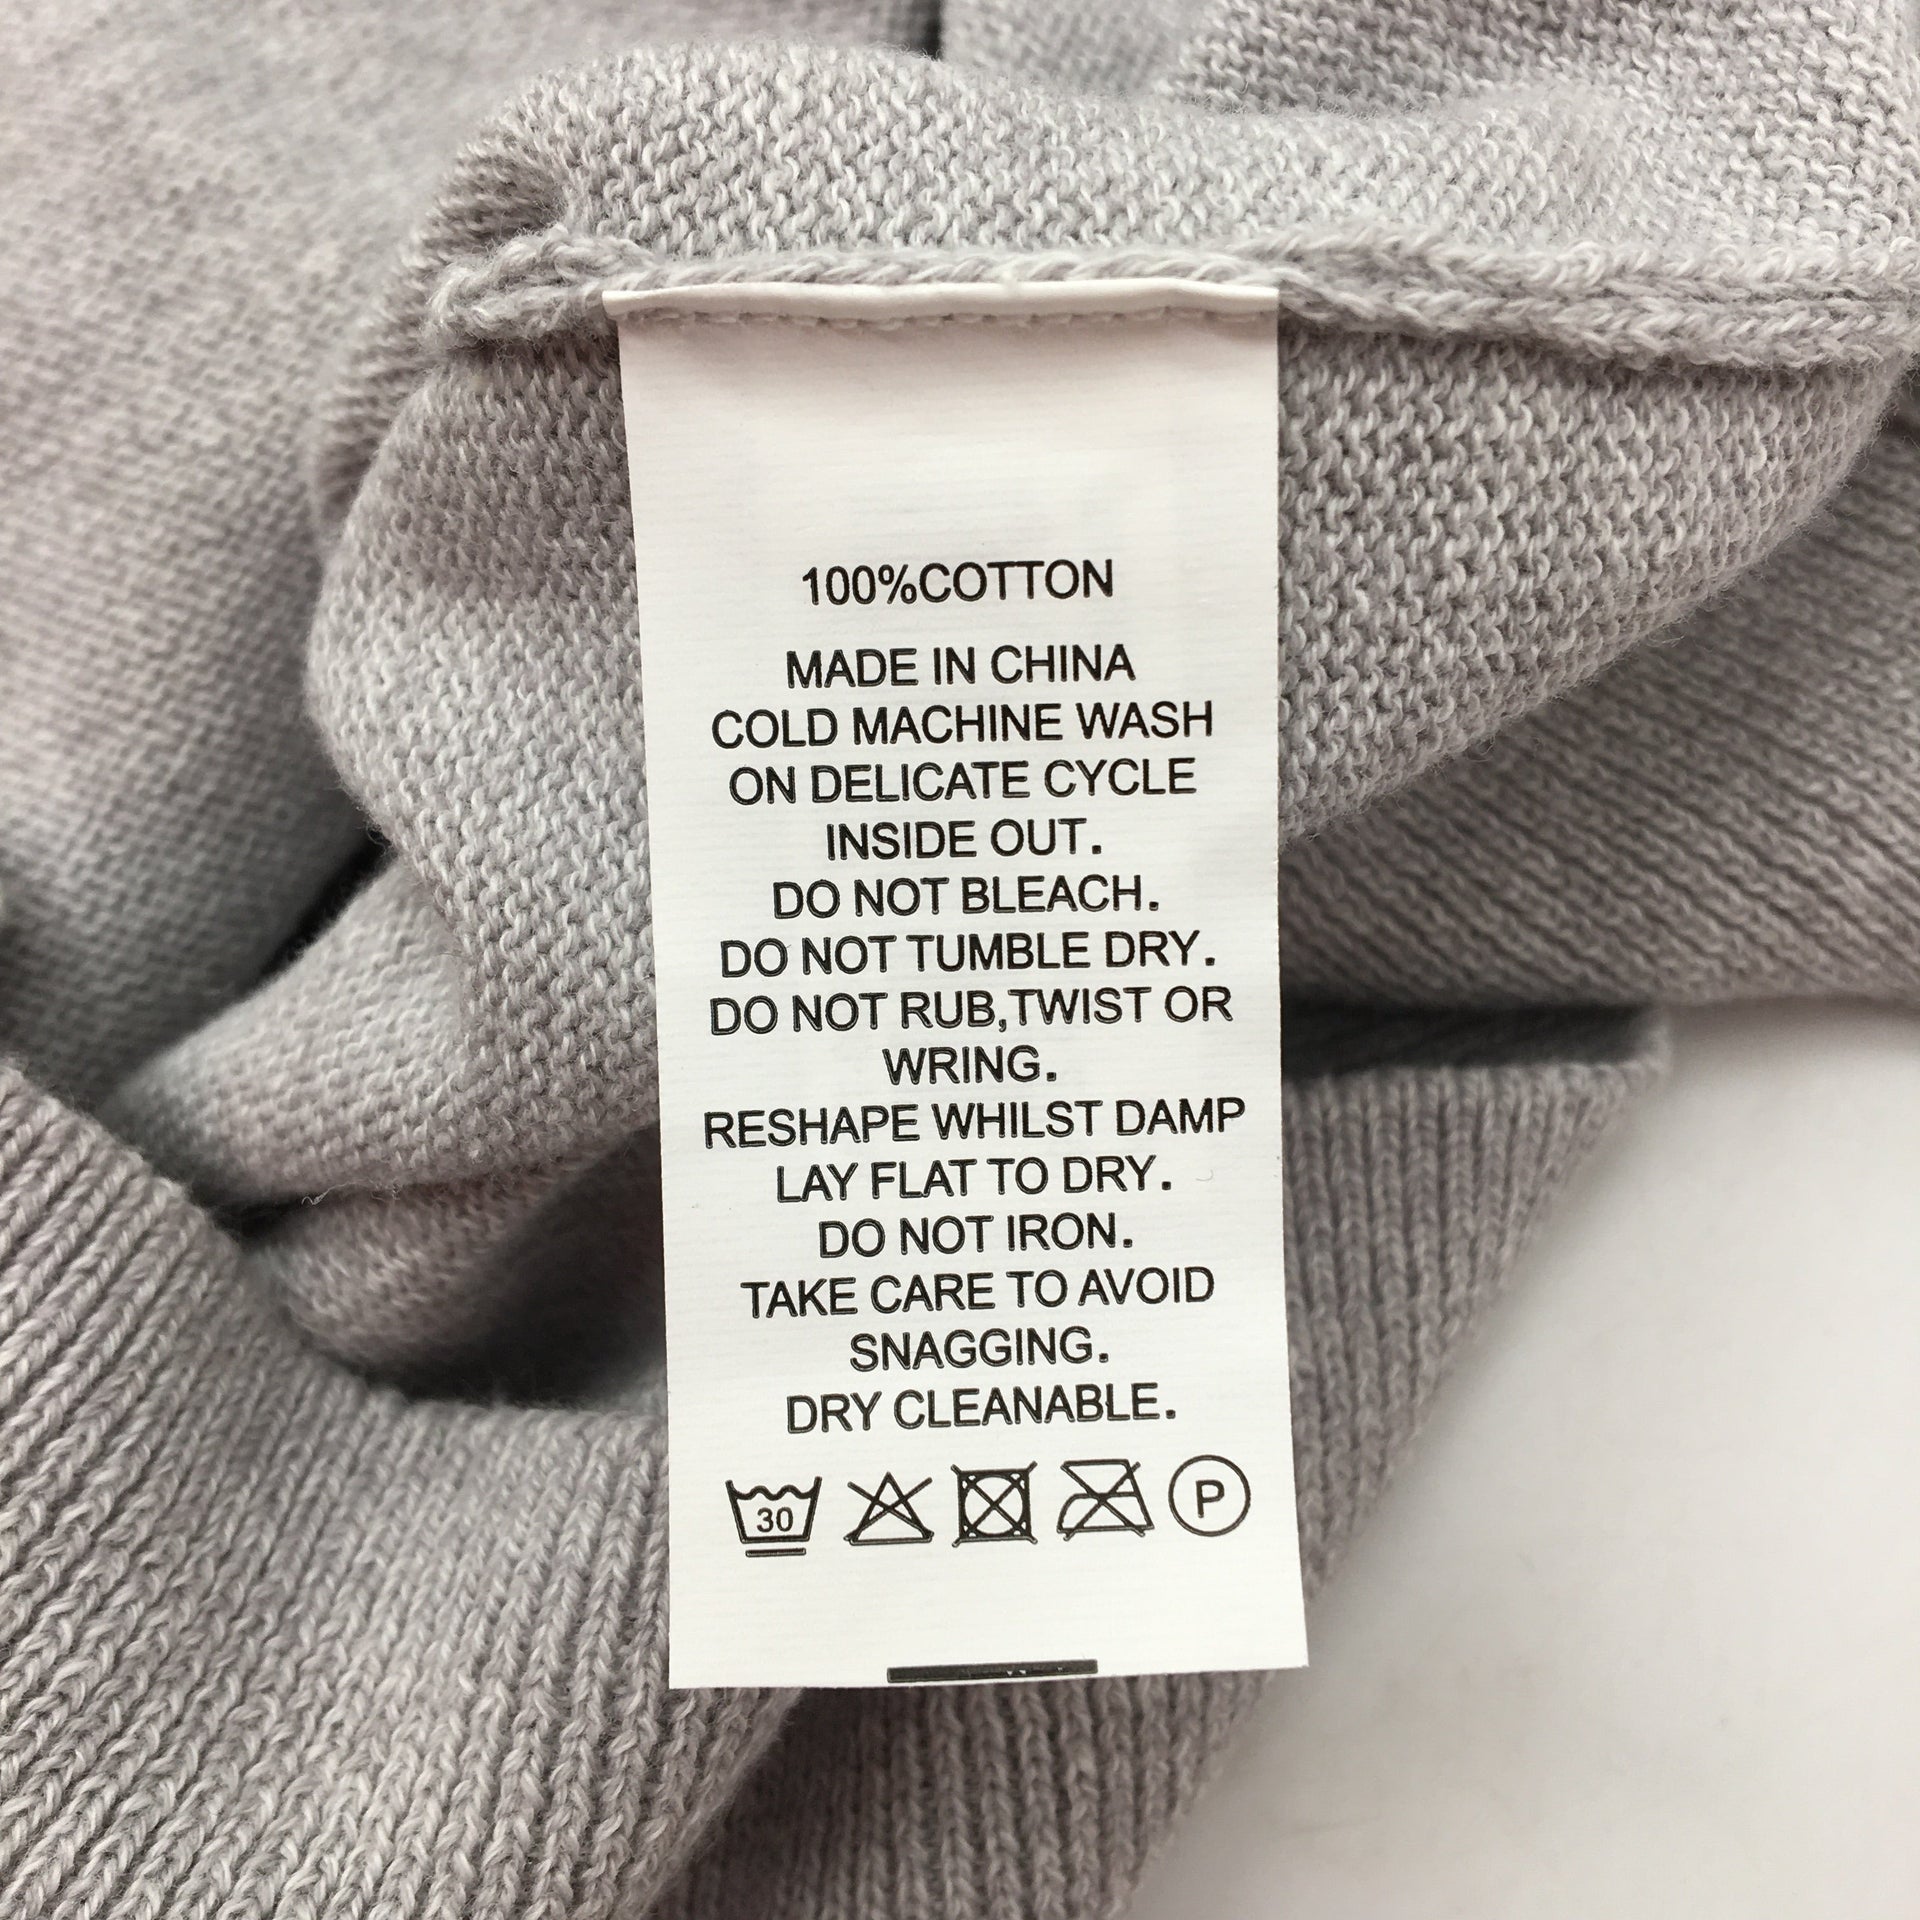 100%COTTON
MADE IN CHINA
COLD MACHINE WASH
ON DELICATE CYCLE
INSIDE OUT.
DO NOT BLEACH.
DO NOT TUMBLE DRY.
DO NOT RUB,TWIST OR
WRING.
RESHAPE WHILST DAMP
LAY FLAT TO DRY.
DO NOT IRON.
TAKE CARE TO AVOID
SNAGGING.
DRY CLEANABLE.
30 P